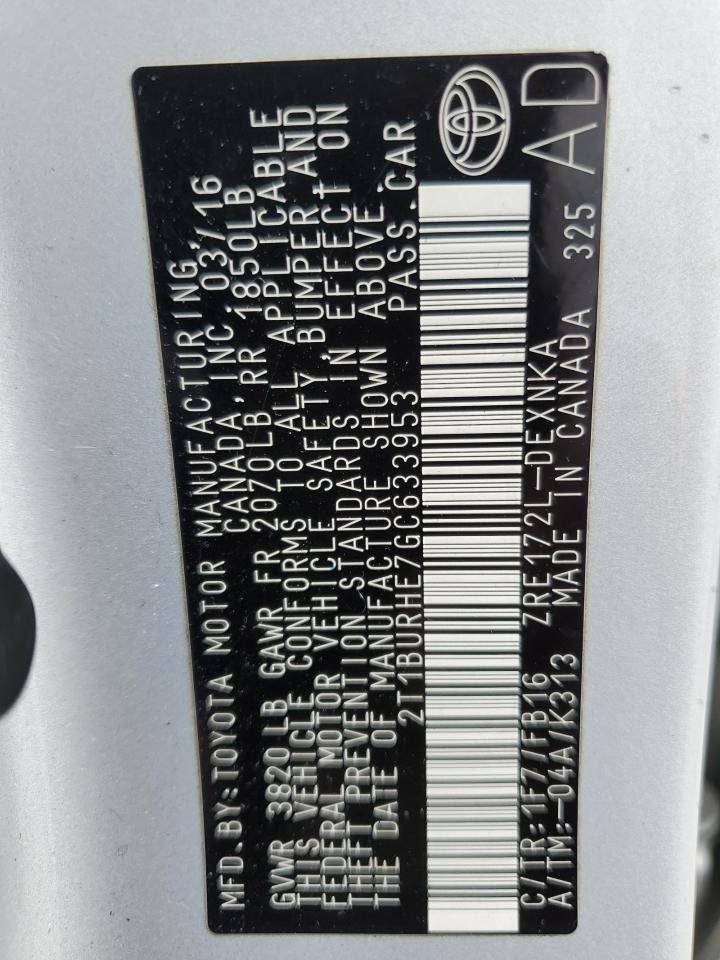 MFD.BY:TOYOTA MOTOR MANUFACTURING,
CANADA, INC. 03/16
GVWR 3820LB GAWR FR 2070LB RR 1850LB
THIS VEHICLE CONFORMS TO ALL APPLICABLE
FEDERAL MOTOR VEHICLE SAFETY, BUMPER, AND
THEFT PREVENTION STANDARDS IN EFFECT ON
THE DATE OF MANUFACTURE SHOWN ABOVE.
2T1BURHE7GC633953 PASS.CAR
C/TR:1F7/FB16 ZRE172L-DEXNKA
A/TM:-04A/K313 MADE IN CANADA 325
AD